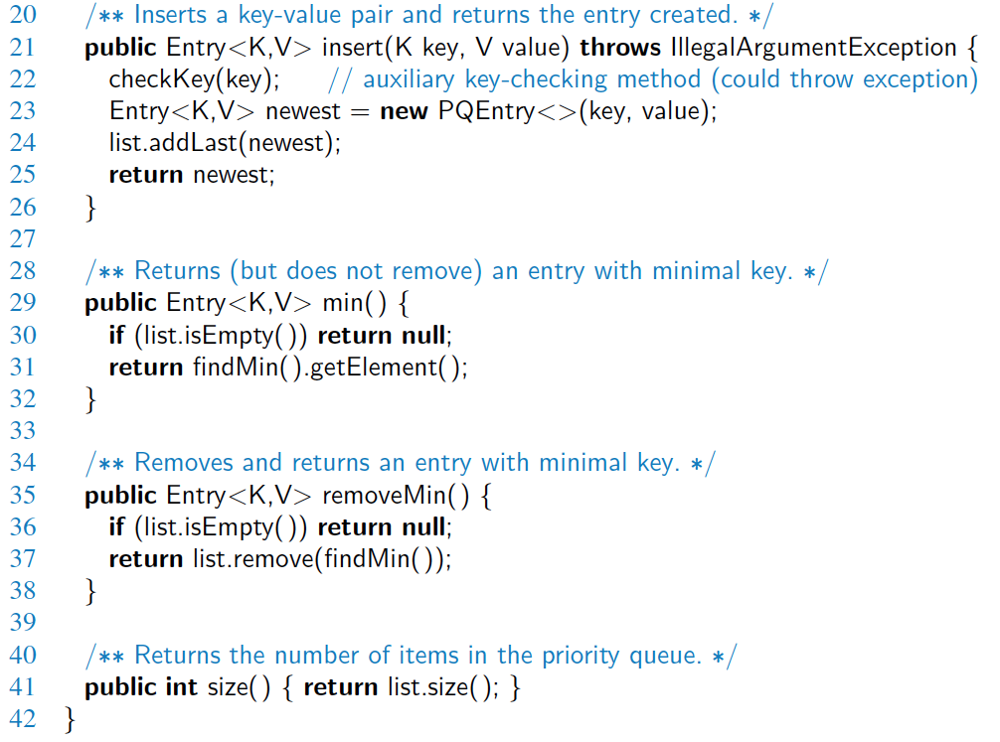 20 /** Inserts a key-value pair and returns the entry created. */
21 public Entry<K,V> insert(K key, V value) throws IllegalArgumentException {
22 checkKey(key); // auxiliary key-checking method (could throw exception)
23 Entry<K,V> newest = new PQEntry<>(key, value);
24 list.addLast(newest);
25 return newest;
26 }
27
28 /** Returns (but does not remove) an entry with minimal key. */
29 public Entry<K,V> min() {
30 if (list.isEmpty()) return null;
31 return findMin().getElement();
32 }
33
34 /** Removes and returns an entry with minimal key. */
35 public Entry<K,V> removeMin() {
36 if (list.isEmpty()) return null;
37 return list.remove(findMin());
38 }
39
40 /** Returns the number of items in the priority queue. */
41 public int size() { return list.size(); }
42 }